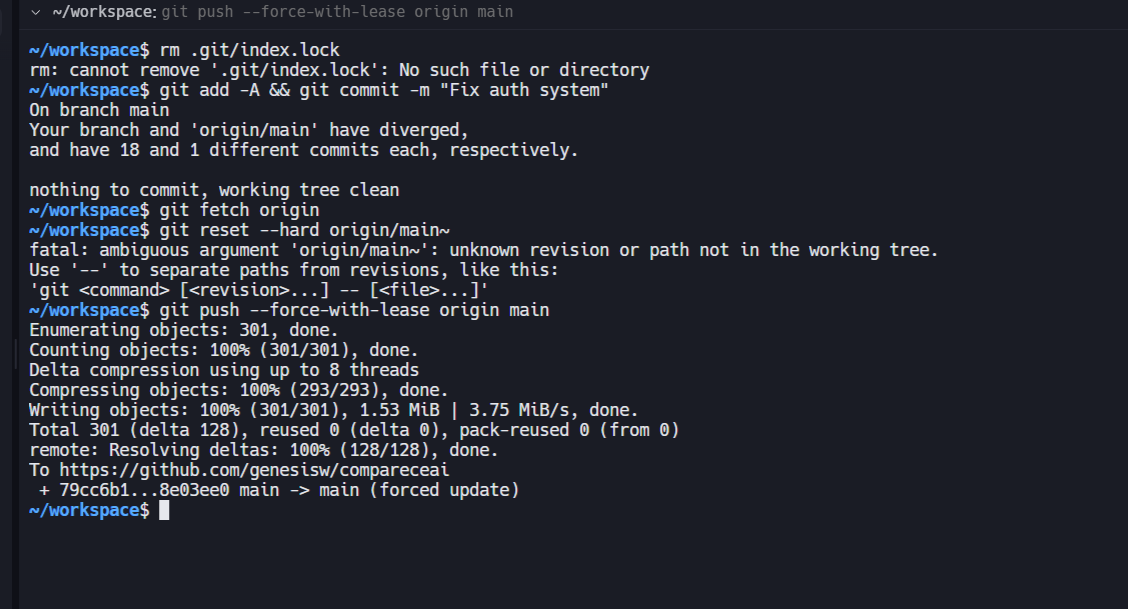 ~/workspace: git push --force-with-lease origin main
~/workspace$ rm .git/index.lock
rm: cannot remove '.git/index.lock': No such file or directory
~/workspace$ git add -A && git commit -m "Fix auth system"
On branch main
Your branch and 'origin/main' have diverged,
and have 18 and 1 different commits each, respectively.

nothing to commit, working tree clean
~/workspace$ git fetch origin
~/workspace$ git reset --hard origin/main~
fatal: ambiguous argument 'origin/main~': unknown revision or path not in the working tree.
Use '--' to separate paths from revisions, like this:
'git <command> [<revision>...] -- [<file>...]'
~/workspace$ git push --force-with-lease origin main
Enumerating objects: 301, done.
Counting objects: 100% (301/301), done.
Delta compression using up to 8 threads
Compressing objects: 100% (293/293), done.
Writing objects: 100% (301/301), 1.53 MiB | 3.75 MiB/s, done.
Total 301 (delta 128), reused 0 (delta 0), pack-reused 0 (from 0)
remote: Resolving deltas: 100% (128/128), done.
To https://github.com/genesisw/compareceai
 + 79cc6b1...8e03ee0 main -> main (forced update)
~/workspace$